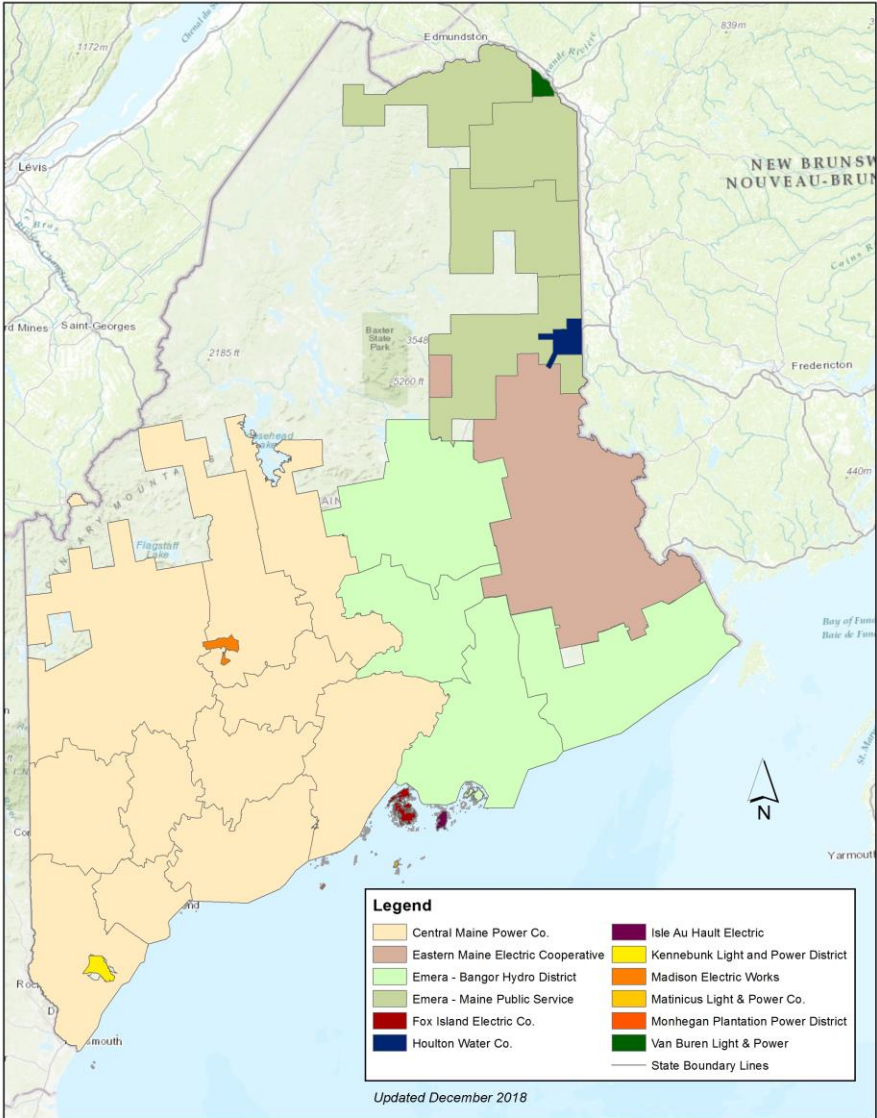 1172m
Edmundston
839m
Lévis
NEW BRUNSW
NOUVEAU-BRUN
rd Mines
Saint-Georges
Baxter
State
Park
3548
2185 ft
5260 ft
Fredericton
440m
Flagstaff
Lake
Bay of Fund
N
Yarmouth
Legend
Central Maine Power Co.
Eastern Maine Electric Cooperative
Emera - Bangor Hydro District
Emera - Maine Public Service
Fox Island Electric Co.
Houlton Water Co.
Isle Au Hault Electric
Kennebunk Light and Power District
Madison Electric Works
Matinicus Light & Power Co.
Monhegan Plantation Power District
Van Buren Light & Power
State Boundary Lines
Updated December 2018